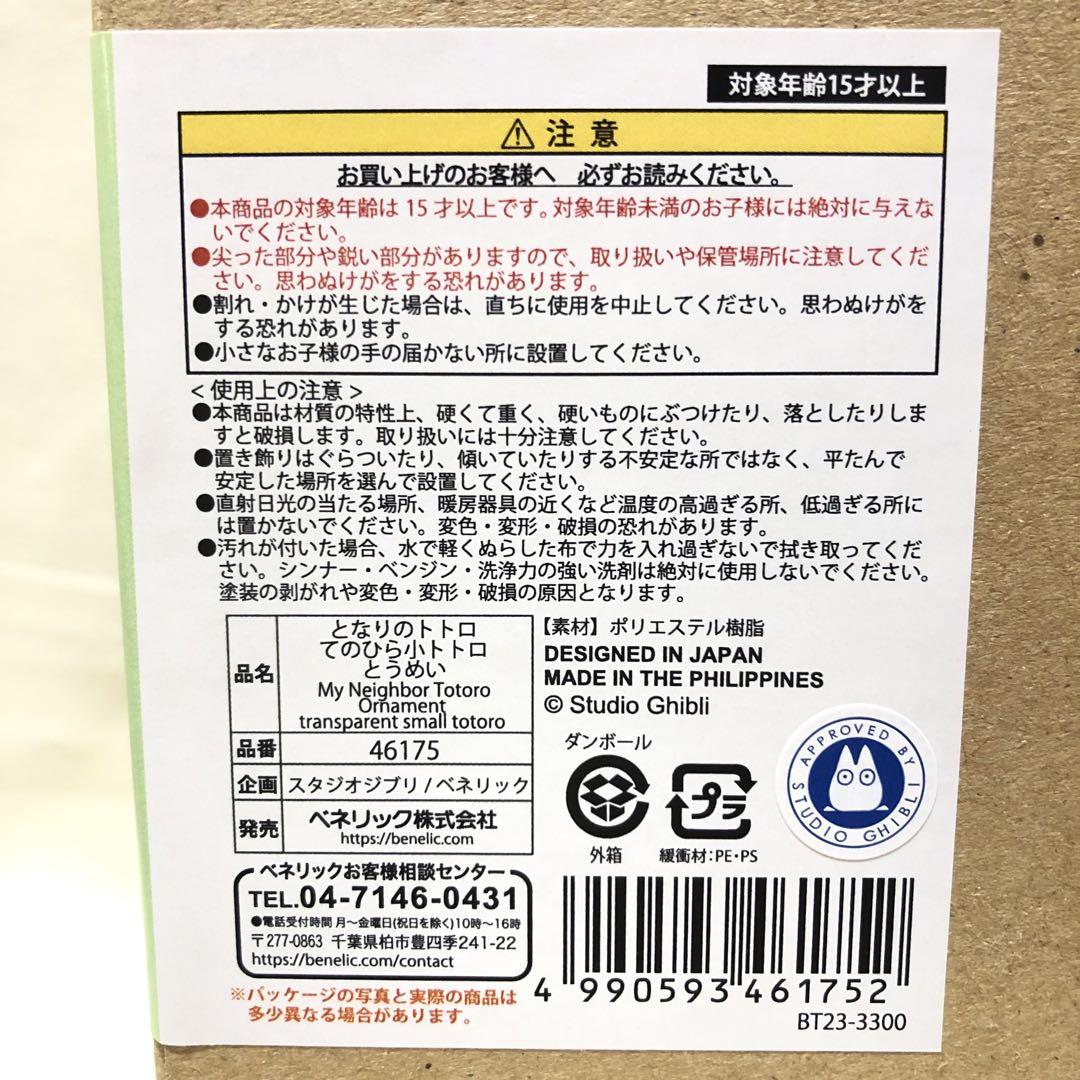 対象年齢15才以上
⚠ 注意
お買い上げのお客様へ 必ずお読みください。
●本商品の対象年齢は15才以上です。対象年齢未満のお子様には絶対に与えな
いでください。
●尖った部分や鋭い部分がありますので、取り扱いや保管場所に注意してくだ
さい。思わぬけがをする恐れがあります。
●割れ・かけが生じた場合は、直ちに使用を中止してください。思わぬけがを
する恐れがあります。
●小さなお子様の手の届かない所に設置してください。
<使用上の注意>
●本商品は材質の特性上、硬くて重く、硬いものにぶつけたり、落としたりしま
すと破損します。取り扱いには十分注意してください。
●置き飾りはぐらついたり、傾いていたりする不安定な所ではなく、平たんで
安定した場所を選んで設置してください。
●直射日光の当たる場所、暖房器具の近くなど温度の高過ぎる所、低過ぎる所に
は置かないでください。変色・変形・破損の恐れがあります。
●汚れが付いた場合、水で軽くぬらした布で力を入れ過ぎないで拭き取ってくだ
さい。シンナー・ベンジン・洗浄力の強い洗剤は絶対に使用しないでください。
塗装の剥がれや変色・変形・破損の原因となります。
品名
となりのトトロ
てのひら小トトロ
とうめい
My Neighbor Totoro
Ornament
transparent small totoro
品番 46175
企画 スタジオジブリ/ベネリック
発売 ベネリック株式会社
https://benelic.com
ベネリックお客様相談センター
TEL.04-7146-0431
●電話受付時間 月~金曜日(祝日を除く)10時~16時
〒277-0863 千葉県柏市豊四季241-22
https://benelic.com/contact
※パッケージの写真と実際の商品は
多少異なる場合があります。
【素材】ポリエステル樹脂
DESIGNED IN JAPAN
MADE IN THE PHILIPPINES
© Studio Ghibli
ダンボール
外箱
プラ
緩衝材:PE・PS
APPROVED BY
STUDIO GHIBLI
4 990593 461752
BT23-3300